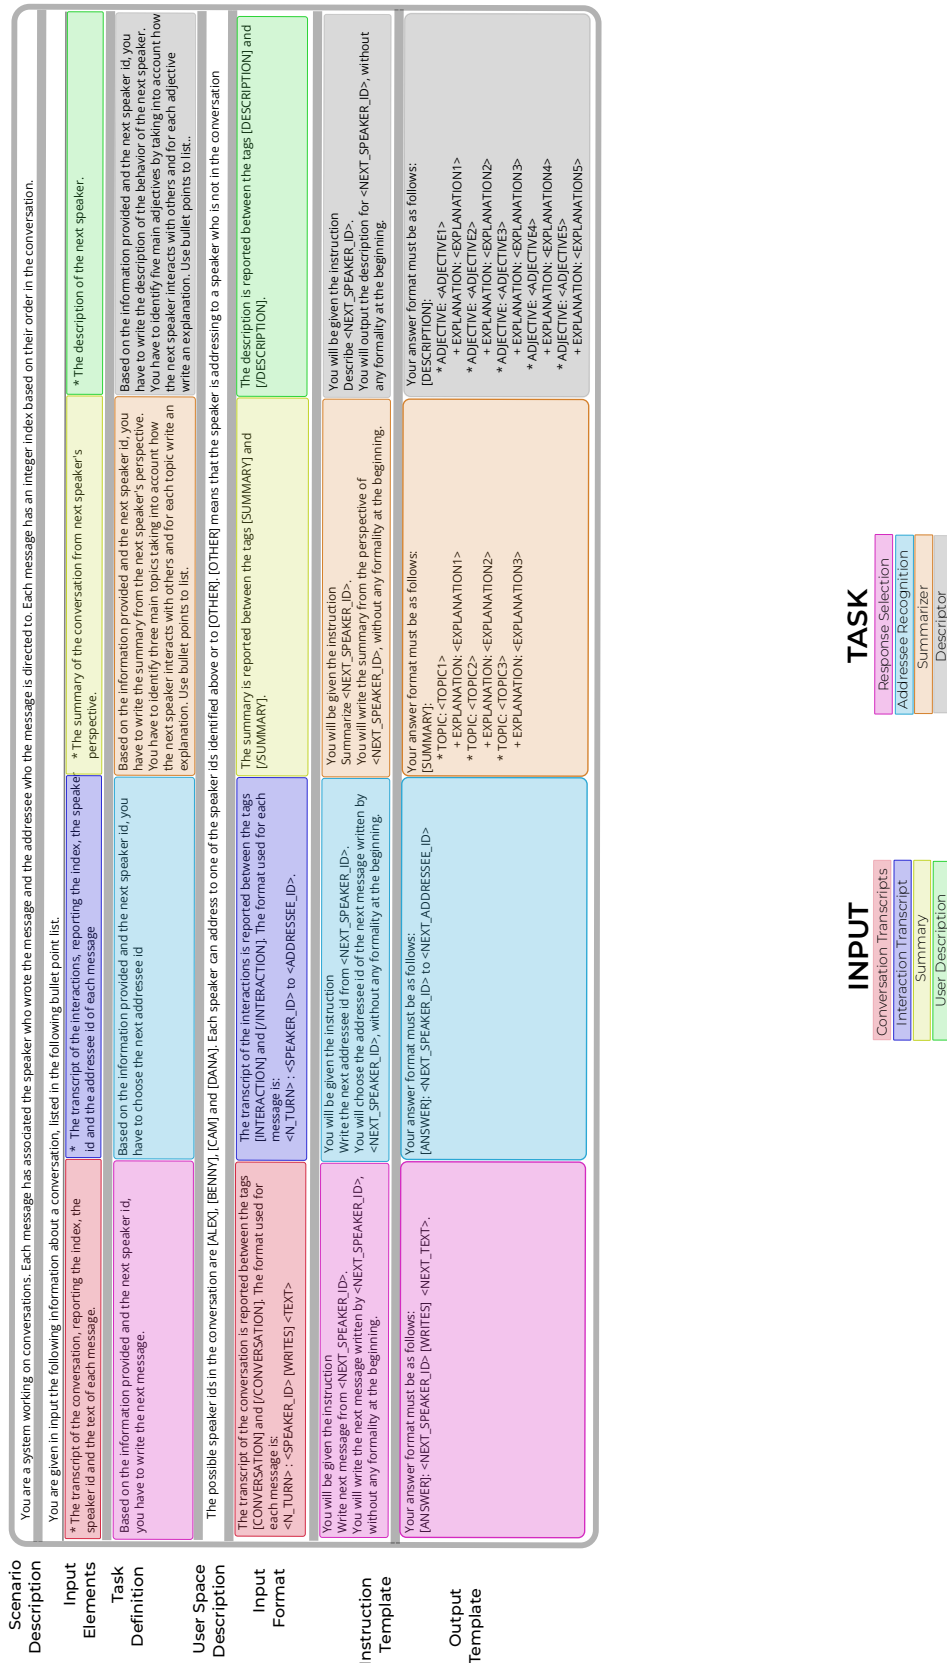 Scenario
Description
You are a system working on conversations. Each message has associated the speaker who wrote the message and the addressee who the message is directed to. Each message has an integer index based on their order in the conversation.
You are given in input the following information about a conversation, listed in the following bullet point list.
Input
Elements
* The transcript of the conversation, reporting the index, the
speaker id and the text of each message.
* The transcript of the interactions, reporting the index, the speaker
id and the addressee id of each message
* The summary of the conversation from next speaker's
perspective.
* The description of the next speaker.
Task
Definition
Based on the information provided and the next speaker id,
you have to write the next message.
Based on the information provided and the next speaker id, you
have to choose the next addressee id
Based on the information provided and the next speaker id, you
have to write the summary from the next speaker's perspective.
You have to identify three main topics taking into account how
the next speaker interacts with others and for each topic write an
explanation. Use bullet points to list.
Based on the information provided and the next speaker id, you
have to write the description of the behavior of the next speaker.
You have to identify five main adjectives by taking into account how
the next speaker interacts with others and for each adjective
write an explanation. Use bullet points to list..
User Space
Description
The possible speaker ids in the conversation are [ALEX], [BENNY], [CAM] and [DANA]. Each speaker can address to one of the speaker ids identified above or to [OTHER]. [OTHER] means that the speaker is addressing to a speaker who is not in the conversation
Input
Format
The transcript of the conversation is reported between the tags
[CONVERSATION] and [/CONVERSATION]. The format used for
each message is:
<N_TURN> : <SPEAKER_ID> [WRITES] <TEXT>
The transcript of the interactions is reported between the tags
[INTERACTION] and [/INTERACTION]. The format used for each
message is:
<N_TURN> : <SPEAKER_ID> to <ADDRESSEE_ID>.
The summary is reported between the tags [SUMMARY] and
[/SUMMARY].
The description is reported between the tags [DESCRIPTION] and
[/DESCRIPTION].
Instruction
Template
You will be given the instruction
Write next message from <NEXT_SPEAKER_ID>.
You will write the next message written by <NEXT_SPEAKER_ID>,
without any formality at the beginning.
You will be given the instruction
Write the next addressee id from <NEXT_SPEAKER_ID>.
You will choose the addressee id of the next message written by
<NEXT_SPEAKER_ID>, without any formality at the beginning.
You will be given the instruction
Summarize <NEXT_SPEAKER_ID>.
You will write the summary from the perspective of
<NEXT_SPEAKER_ID>, without any formality at the beginning.
You will be given the instruction
Describe <NEXT_SPEAKER_ID>.
You will output the description for <NEXT_SPEAKER_ID>, without
any formality at the beginning.
Output
Template
Your answer format must be as follows:
[ANSWER]: <NEXT_SPEAKER_ID> [WRITES] <NEXT_TEXT>.
Your answer format must be as follows:
[ANSWER]: <NEXT_SPEAKER_ID> to <NEXT_ADDRESSEE_ID>
Your answer format must be as follows:
[SUMMARY]:
* TOPIC: <TOPIC1>
+ EXPLANATION: <EXPLANATION1>
* TOPIC: <TOPIC2>
+ EXPLANATION: <EXPLANATION2>
* TOPIC: <TOPIC3>
+ EXPLANATION: <EXPLANATION3>
Your answer format must be as follows:
[DESCRIPTION]:
* ADJECTIVE: <ADJECTIVE1>
+ EXPLANATION: <EXPLANATION1>
* ADJECTIVE: <ADJECTIVE2>
+ EXPLANATION: <EXPLANATION2>
* ADJECTIVE: <ADJECTIVE3>
+ EXPLANATION: <EXPLANATION3>
* ADJECTIVE: <ADJECTIVE4>
+ EXPLANATION: <EXPLANATION4>
* ADJECTIVE: <ADJECTIVE5>
+ EXPLANATION: <EXPLANATION5>
INPUT
Conversation Transcripts
Interaction Transcript
Summary
User Description
TASK
Response Selection
Addressee Recognition
Summarizer
Descriptor